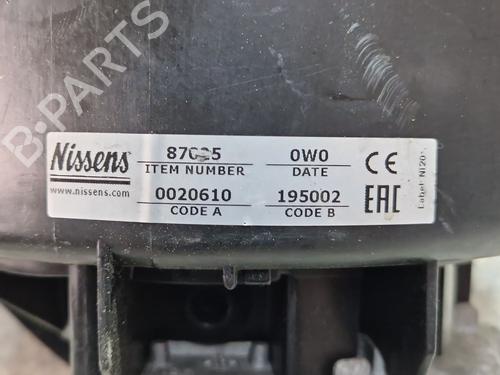 Nissens
www.nissens.com
ITEM NUMBER
0W0
DATE
0020610
CODE A
195002
CODE B
CE
EAC
B-Parts